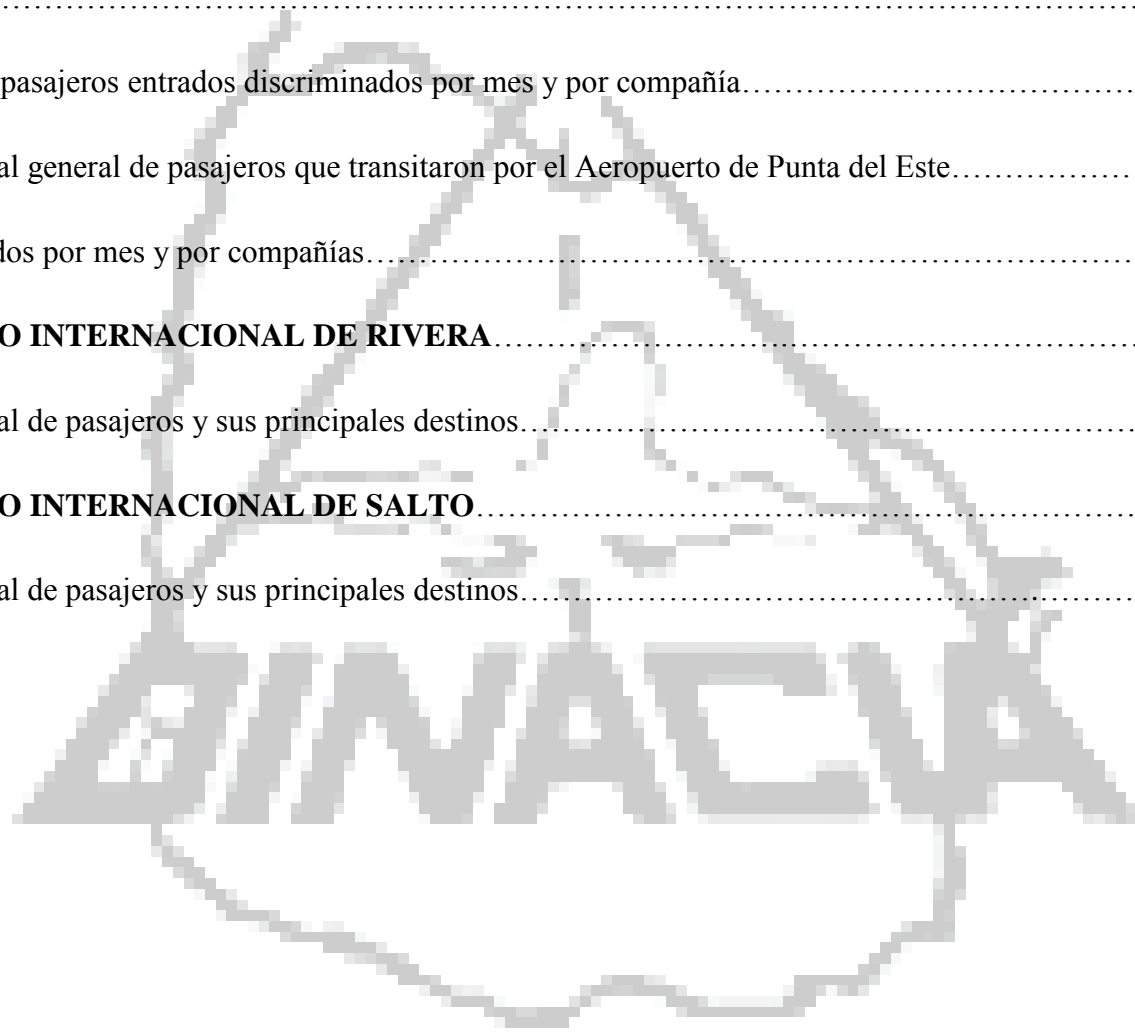 ……………………………………………………………………………………………
pasajeros entrados discriminados por mes y por compañía……………………………….
al general de pasajeros que transitaron por el Aeropuerto de Punta del Este………………
dos por mes y por compañías……………………………………………………………….
O INTERNACIONAL DE RIVERA………………………………………………………
al de pasajeros y sus principales destinos…………………………………………………….
O INTERNACIONAL DE SALTO………………………………………………………
al de pasajeros y sus principales destinos…………………………………………………….
DINACIA